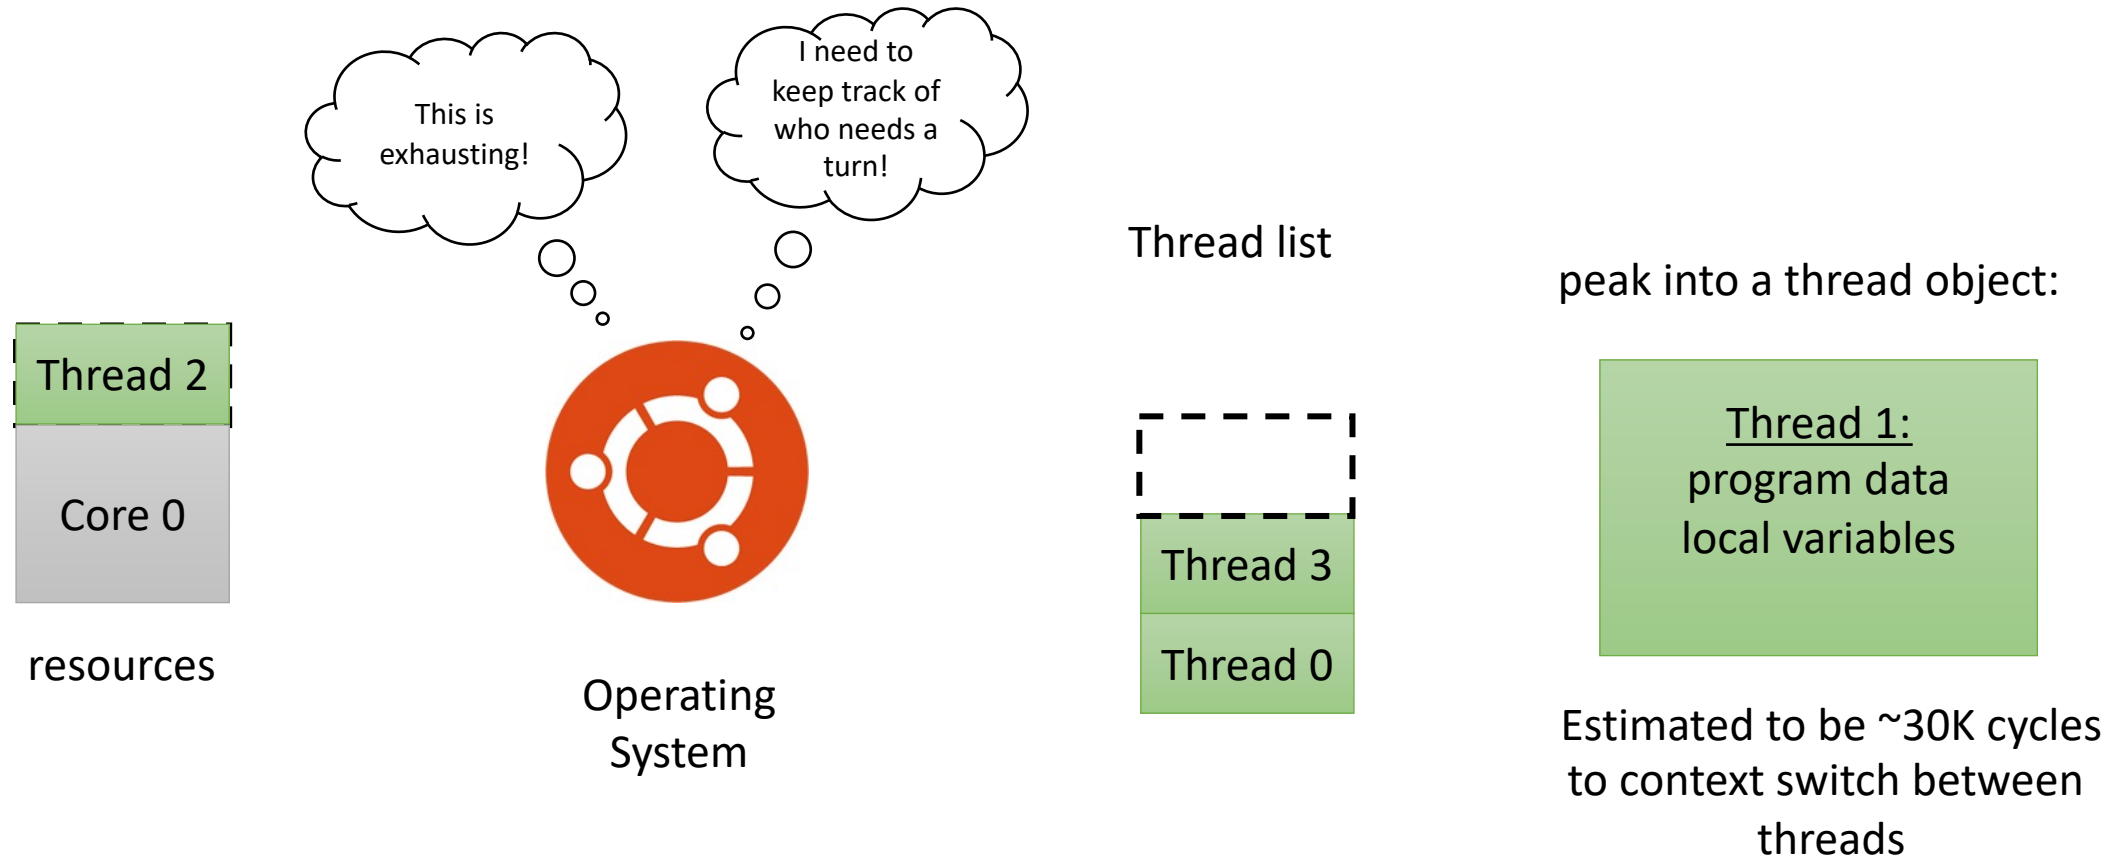 This is
exhausting!
I need to
keep track of
who needs a
turn!
Thread list
peak into a thread object:
Thread 2
Core 0
resources
Operating
System
Thread 3
Thread 0
Thread 1:
program data
local variables
Estimated to be ~30K cycles
to context switch between
threads